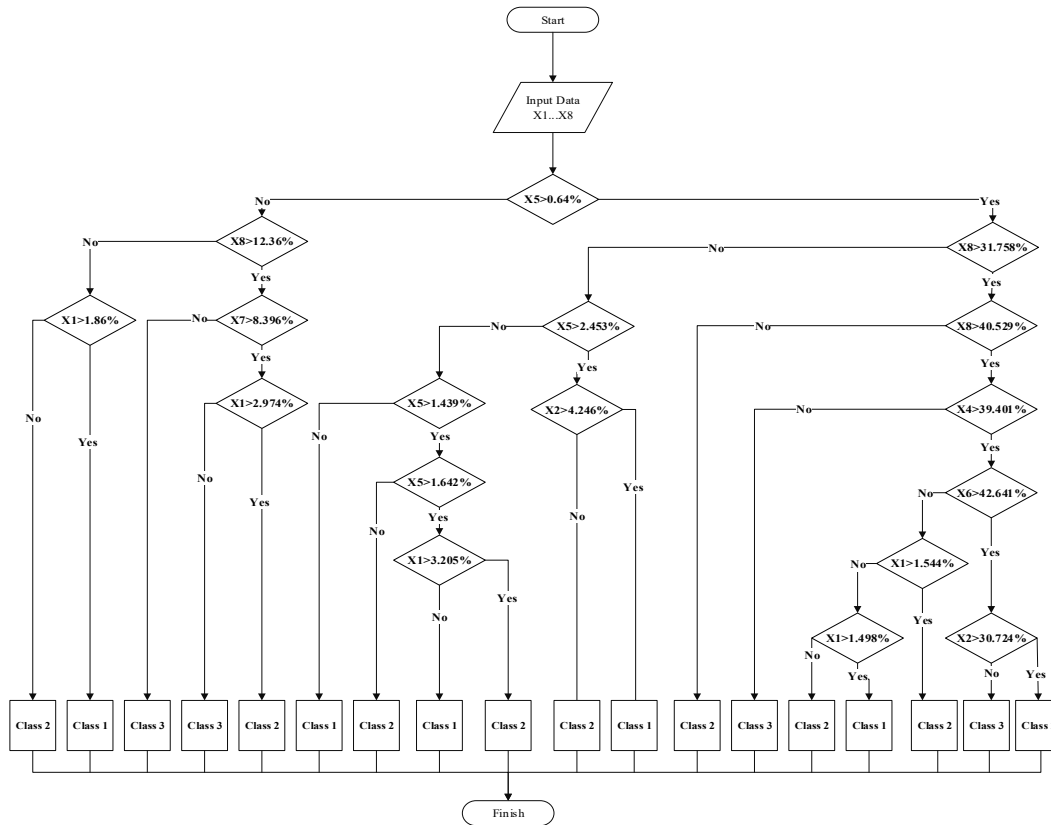 Start
Input Data
X1...X8
X5>0.64%
No
Yes
X8>12.36%
X8>31.758%
No
No
Yes
Yes
X1>1.86%
X7>8.396%
No
X5>2.453%
No
X8>40.529%
No
Yes
Yes
Yes
X1>2.974%
X5>1.439%
X2>4.246%
X4>39.401%
No
No
Yes
No
Yes
Yes
X5>1.642%
X6>42.641%
No
Yes
No
Yes
No
Yes
No
Yes
X1>3.205%
X1>1.544%
No
Yes
No
Yes
Yes
X1>1.498%
X2>30.724%
No
Yes
No
Yes
Class 2
Class 1
Class 3
Class 3
Class 2
Class 1
Class 2
Class 1
Class 2
Class 2
Class 1
Class 2
Class 3
Class 2
Class 1
Class 2
Class 3
Class
Finish